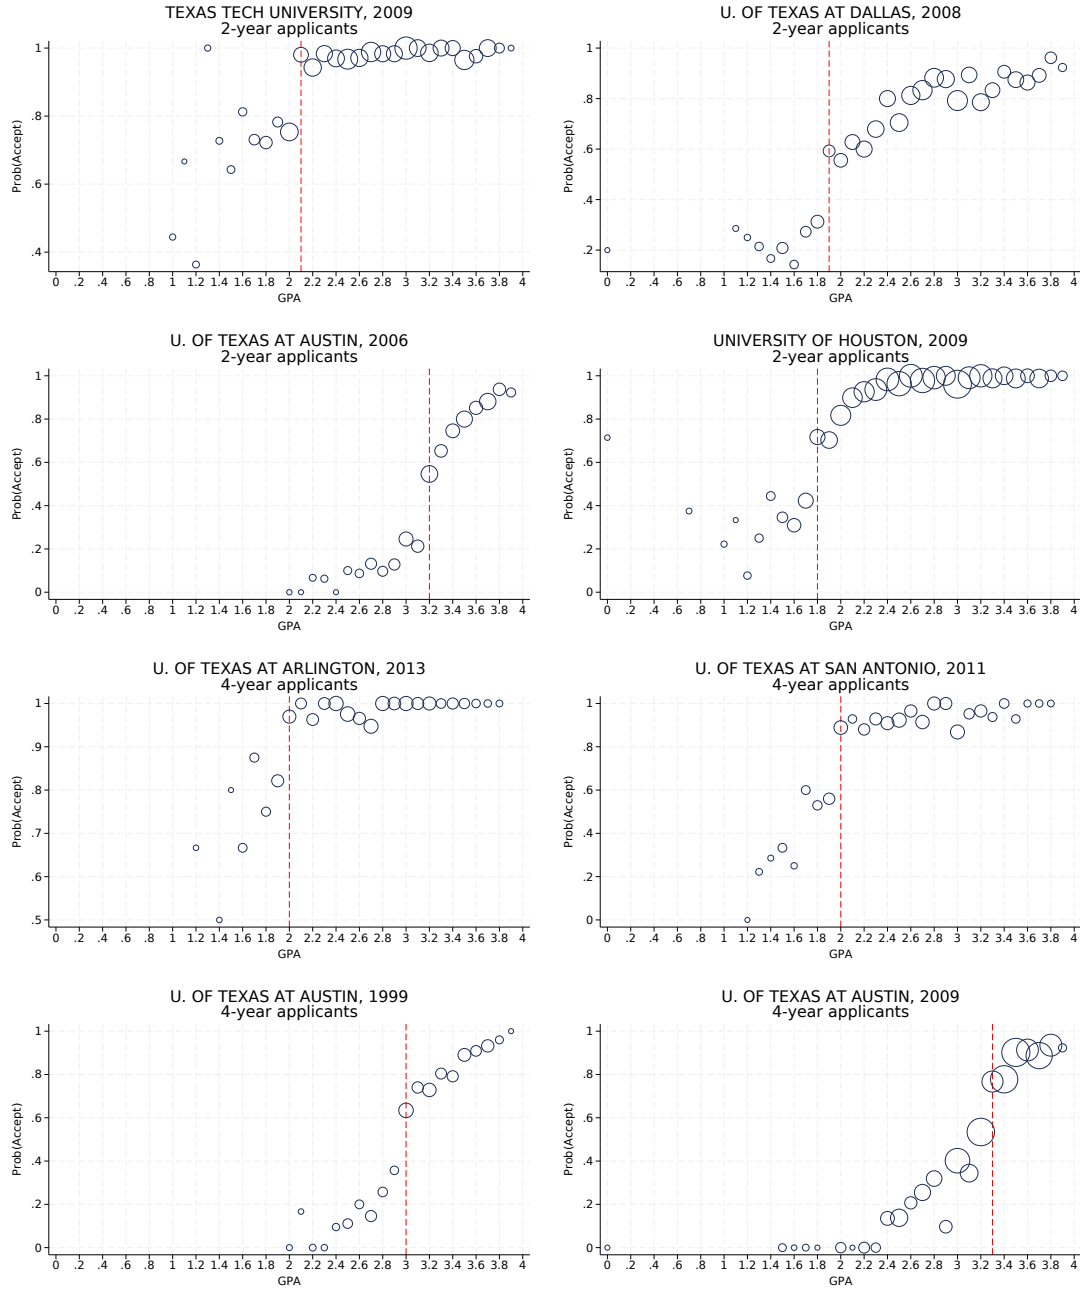 TEXAS TECH UNIVERSITY, 2009
2-year applicants
Prob(Accept)
1
.8
.6
.4
0 .2 .4 .6 .8 1 1.2 1.4 1.6 1.8 2 2.2 2.4 2.6 2.8 3 3.2 3.4 3.6 3.8 4
GPA
U. OF TEXAS AT DALLAS, 2008
2-year applicants
Prob(Accept)
1
.8
.6
.4
.2
0 .2 .4 .6 .8 1 1.2 1.4 1.6 1.8 2 2.2 2.4 2.6 2.8 3 3.2 3.4 3.6 3.8 4
GPA
U. OF TEXAS AT AUSTIN, 2006
2-year applicants
Prob(Accept)
1
.8
.6
.4
.2
0
0 .2 .4 .6 .8 1 1.2 1.4 1.6 1.8 2 2.2 2.4 2.6 2.8 3 3.2 3.4 3.6 3.8 4
GPA
UNIVERSITY OF HOUSTON, 2009
2-year applicants
Prob(Accept)
1
.8
.6
.4
.2
0
0 .2 .4 .6 .8 1 1.2 1.4 1.6 1.8 2 2.2 2.4 2.6 2.8 3 3.2 3.4 3.6 3.8 4
GPA
U. OF TEXAS AT ARLINGTON, 2013
4-year applicants
Prob(Accept)
1
.9
.8
.7
.6
.5
0 .2 .4 .6 .8 1 1.2 1.4 1.6 1.8 2 2.2 2.4 2.6 2.8 3 3.2 3.4 3.6 3.8 4
GPA
U. OF TEXAS AT SAN ANTONIO, 2011
4-year applicants
Prob(Accept)
1
.8
.6
.4
.2
0
0 .2 .4 .6 .8 1 1.2 1.4 1.6 1.8 2 2.2 2.4 2.6 2.8 3 3.2 3.4 3.6 3.8 4
GPA
U. OF TEXAS AT AUSTIN, 1999
4-year applicants
Prob(Accept)
1
.8
.6
.4
.2
0
0 .2 .4 .6 .8 1 1.2 1.4 1.6 1.8 2 2.2 2.4 2.6 2.8 3 3.2 3.4 3.6 3.8 4
GPA
U. OF TEXAS AT AUSTIN, 2009
4-year applicants
Prob(Accept)
1
.8
.6
.4
.2
0
0 .2 .4 .6 .8 1 1.2 1.4 1.6 1.8 2 2.2 2.4 2.6 2.8 3 3.2 3.4 3.6 3.8 4
GPA